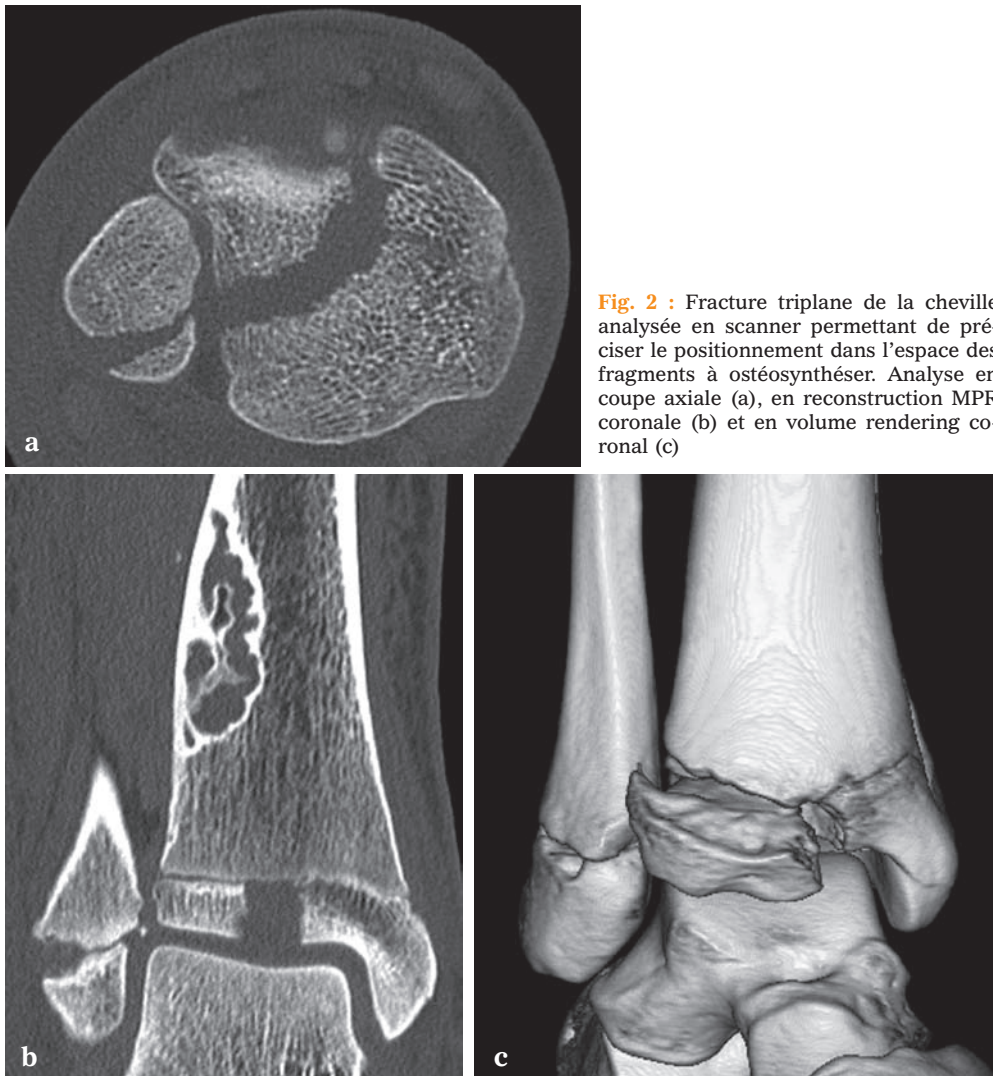 a
Fig. 2 : Fracture triplane de la cheville
analysée en scanner permettant de pré-
ciser le positionnement dans l'espace des
fragments à ostéosynthéser. Analyse en
coupe axiale (a), en reconstruction MPR
coronale (b) et en volume rendering co-
ronal (c)
b
c